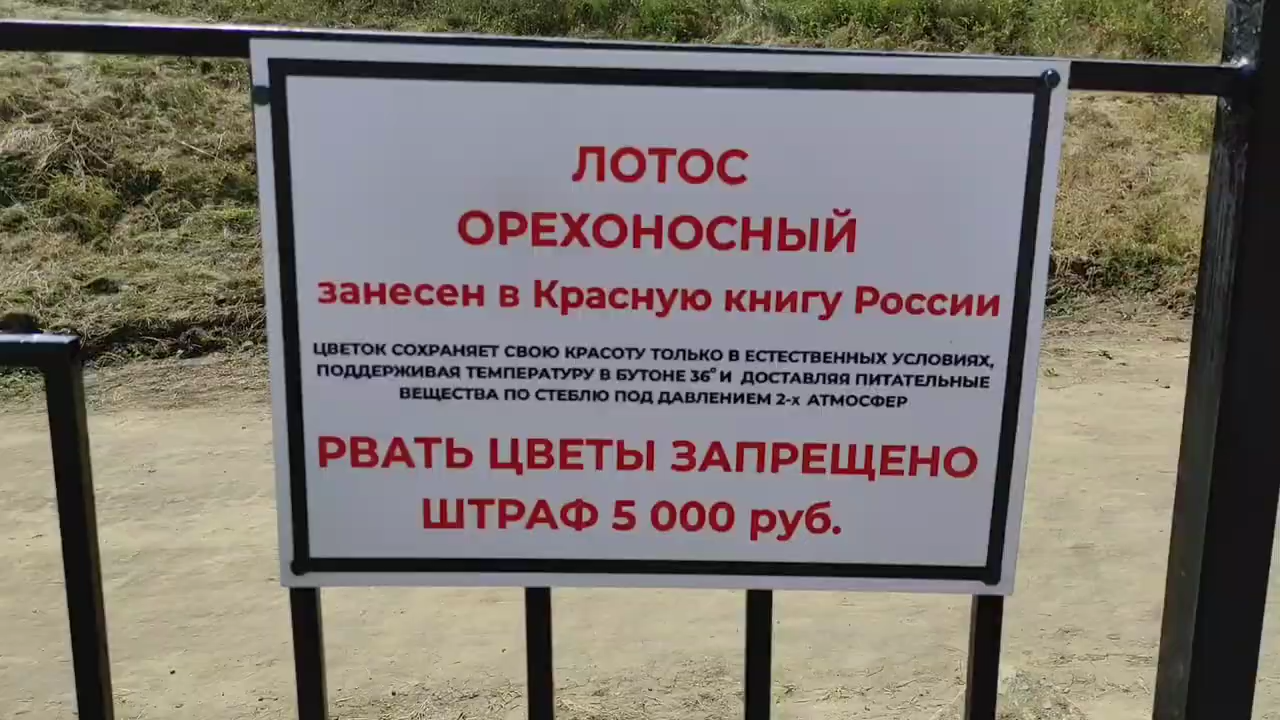 ЛОТОС
ОРЕХОНОСНЫЙ
занесен в Красную книгу России
ЦВЕТОК СОХРАНЯЕТ СВОЮ КРАСОТУ ТОЛЬКО В ЕСТЕСТВЕННЫХ УСЛОВИЯХ,
ПОДДЕРЖИВАЯ ТЕМПЕРАТУРУ В БУТОНЕ 36° И ДОСТАВЛЯЯ ПИТАТЕЛЬНЫЕ
ВЕЩЕСТВА ПО СТЕБЛЮ ПОД ДАВЛЕНИЕМ 2-х АТМОСФЕР
РВАТЬ ЦВЕТЫ ЗАПРЕЩЕНО
ШТРАФ 5 000 руб.